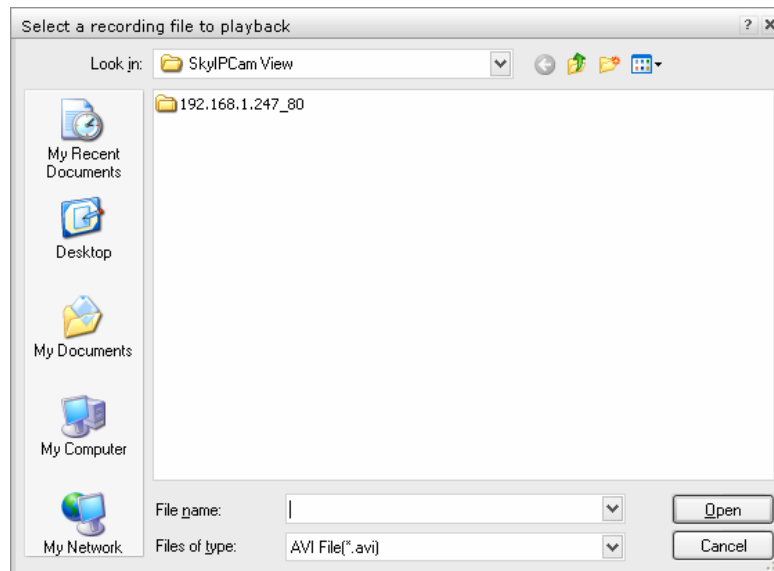 Select a recording file to playback
Look in:
SkyIPCam View
192.168.1.247_80
My Recent
Documents
Desktop
My Documents
My Computer
My Network
File name:
Open
Files of type:
AVI File(*.avi)
Cancel